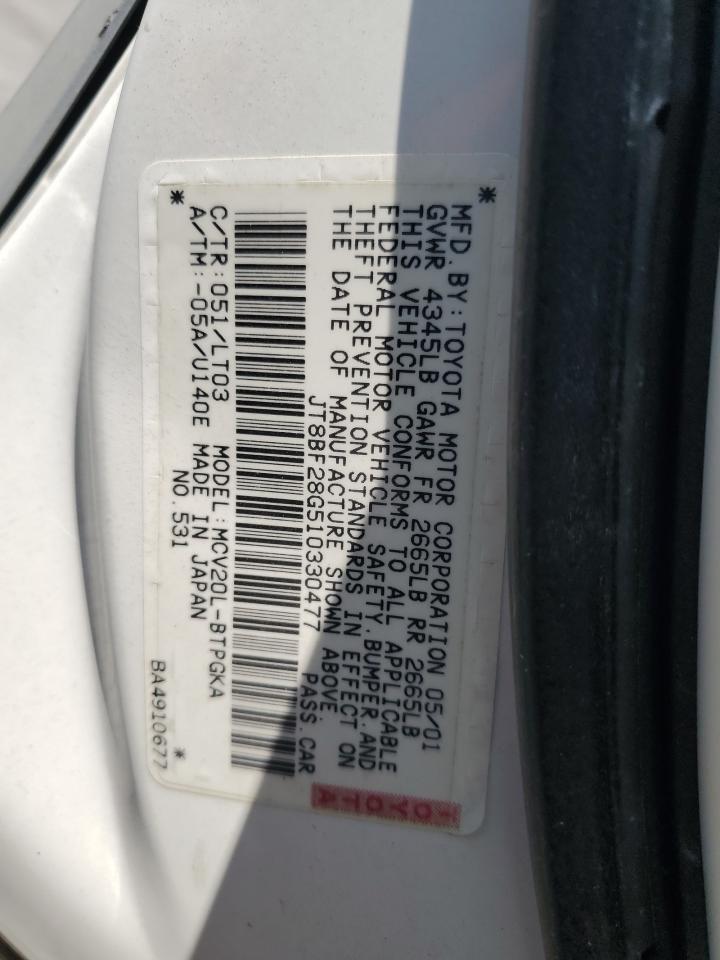 MFD.BY:TOYOTA MOTOR CORPORATION 05/01
GVWR 4345LB GAWR FR 2665LB RR 2665LB
THIS VEHICLE CONFORMS TO ALL APPLICABLE
FEDERAL MOTOR VEHICLE SAFETY.BUMPER.AND
THEFT PREVENTION STANDARDS IN EFFECT ON
THE DATE OF MANUFACTURE SHOWN ABOVE.
JT8BF28G510330477 PASS.CAR
C/TR:051/LT03 MODEL:MCV20L-BTPGKA
A/TM:-05A/U140E MADE IN JAPAN
NO.531
BA4910677
TOYOTA